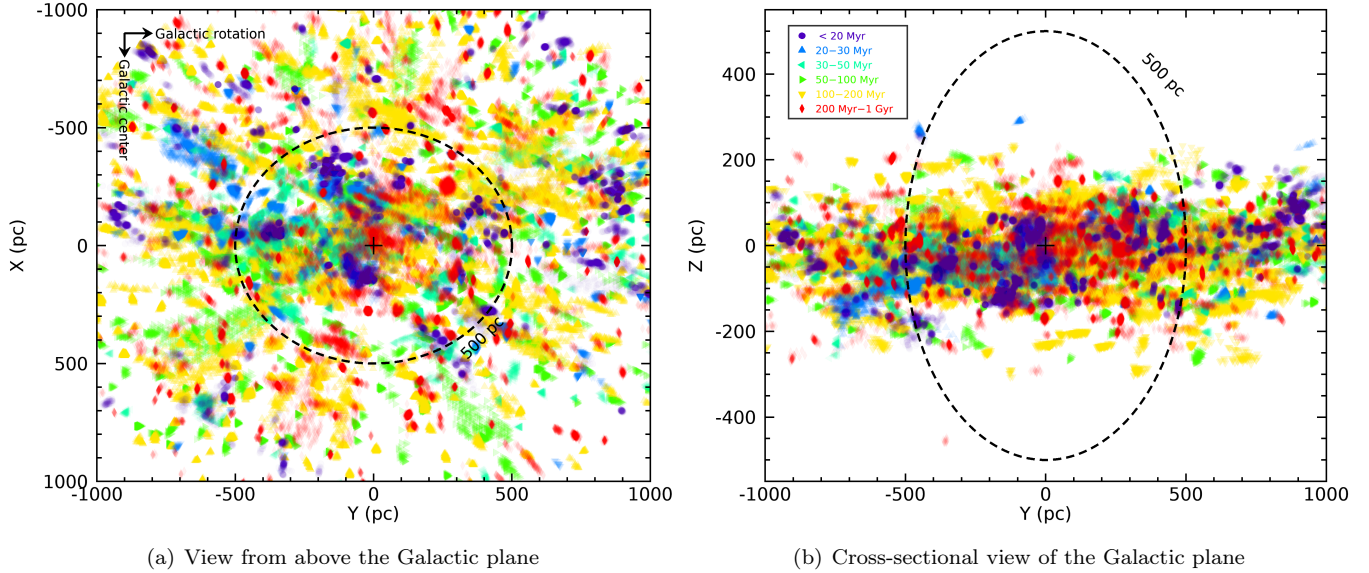 -1000
-500
0
500
1000
-1000
-500
0
500
1000
X (pc)
Y (pc)
Galactic rotation
Galactic center
500 pc
(a) View from above the Galactic plane
400
200
0
-200
-400
-1000
-500
0
500
1000
Z (pc)
Y (pc)
< 20 Myr
20−30 Myr
30−50 Myr
50−100 Myr
100−200 Myr
200 Myr−1 Gyr
500 pc
(b) Cross-sectional view of the Galactic plane